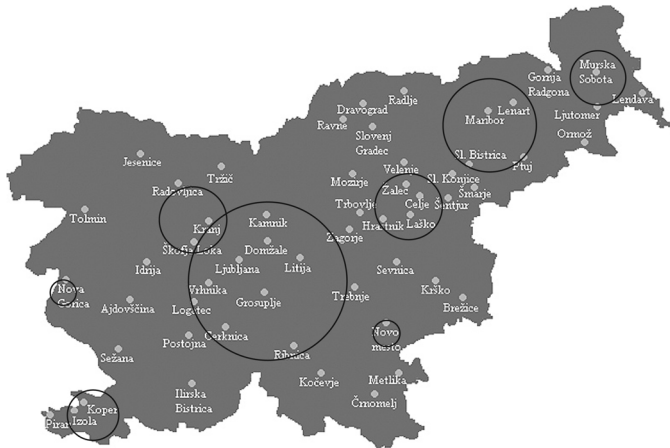 Murska
Sobota
Gornja
Radgona
Lendava
Radlje
Dravograd
Lenart
Maribor
Ljutomer
Ravne
Slovenj
Gradec
Ormož
Jesenice
Sl. Bistrica
Ptuj
Velenje
Tržič
Mozirje
Sl. Konjice
Radovljica
Žalec
Šmarje
Celje
Šentjur
Trbovlje
Tolmin
Kamnik
Laško
Kranj
Hrastnik
Zagorje
Škofja Loka
Domžale
Ljubljana
Litija
Idrija
Sevnica
Vrhnika
Nova
Gorica
Krško
Trebnje
Grosuplje
Ajdovščina
Logatec
Brežice
Cerknica
Novo
mesto
Postojna
Ribnica
Sežana
Kočevje
Metlika
Ilirska
Bistrica
Črnomelj
Koper
Izola
Piran